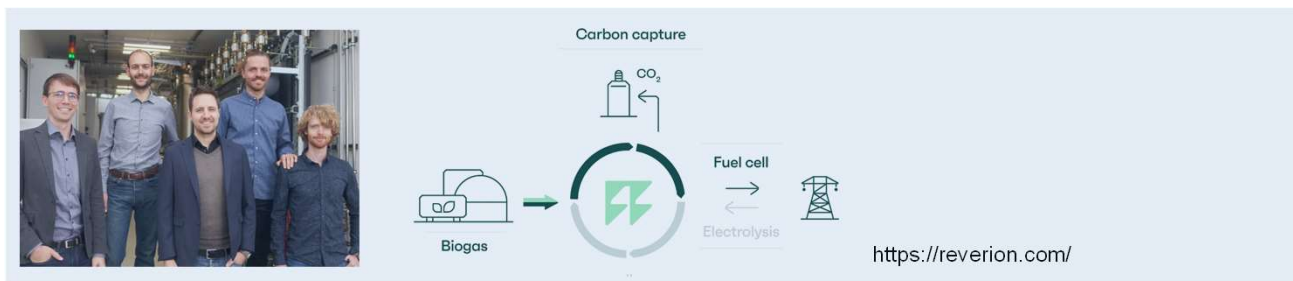 Carbon capture
CO₂
Fuel cell
Biogas
Electrolysis
https://reverion.com/